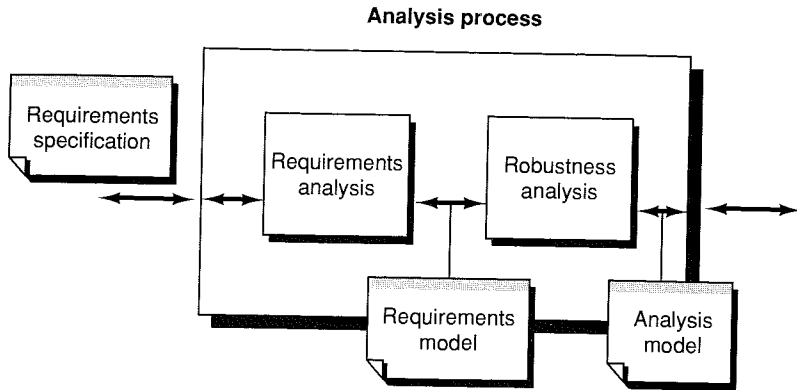 Analysis process
Requirements
specification
Requirements
analysis
Robustness
analysis
Requirements
model
Analysis
model